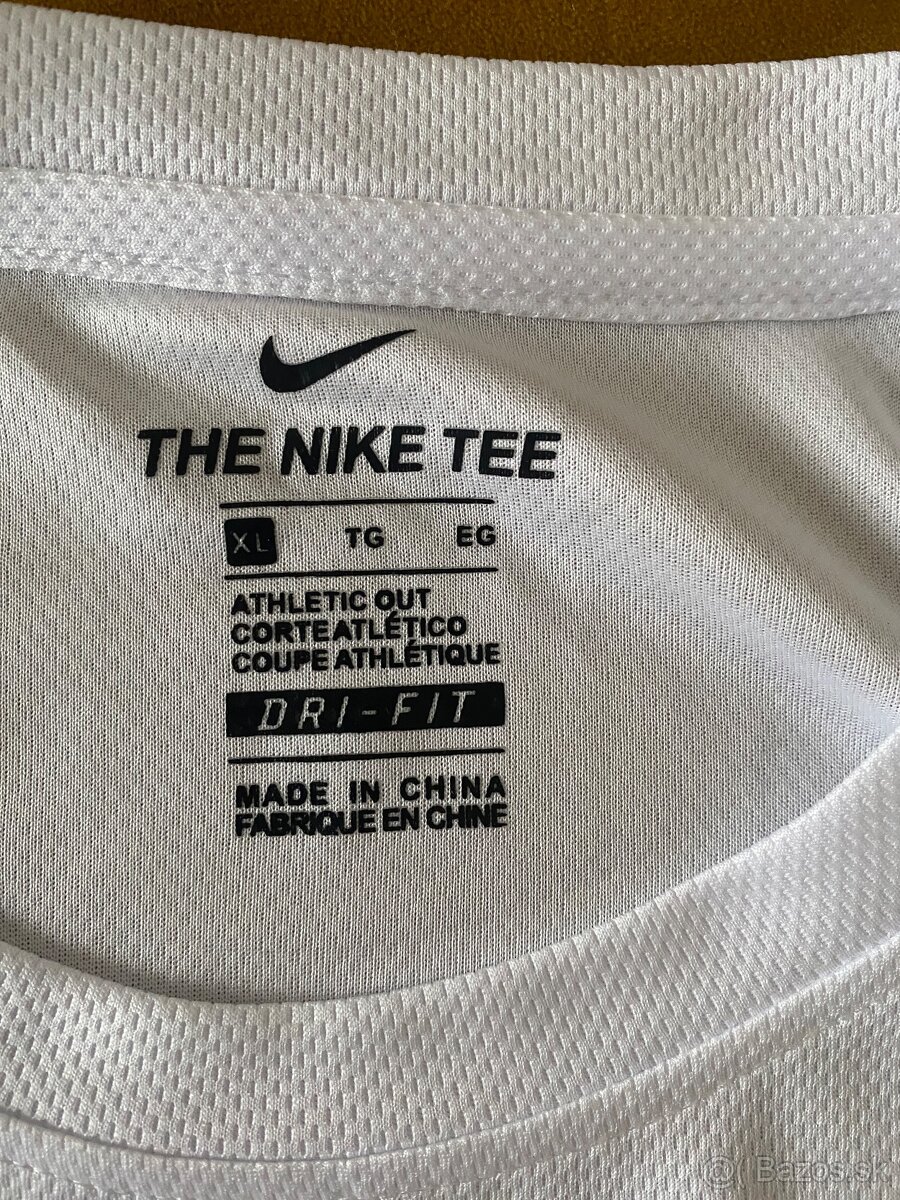 THE NIKE TEE
XL TG EG
ATHLETIC OUT
CORTEATLÉTICO
COUPE ATHLÉTIQUE
DRI-FIT
MADE IN CHINA
FABRIQUE EN CHINE
Bazos.sk